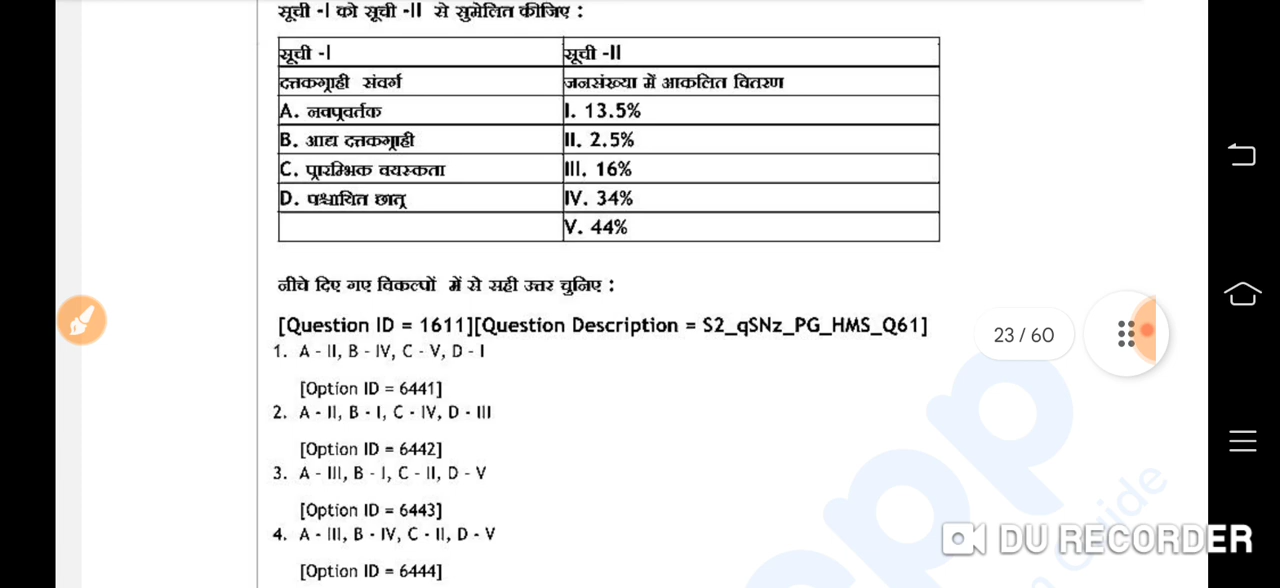 सूची -I को सूची -II से सुमेलित कीजिए :
सूची -I सूची -II
दत्तकग्राही संवर्ग जनसंख्या में आकलित वितरण
A. नवप्रवर्तक I. 13.5%
B. आद्य दत्तकग्राही II. 2.5%
C. प्रारम्भिक वयस्कता III. 16%
D. पश्चायित छात्र IV. 34%
V. 44%
नीचे दिए गए विकल्पों में से सही उत्तर चुनिए :
[Question ID = 1611][Question Description = S2_qSNz_PG_HMS_Q61]
1. A - II, B - IV, C - V, D - I
[Option ID = 6441]
2. A - II, B - I, C - IV, D - III
[Option ID = 6442]
3. A - III, B - I, C - II, D - V
[Option ID = 6443]
4. A - III, B - IV, C - II, D - V
[Option ID = 6444]
23 / 60
DU RECORDER